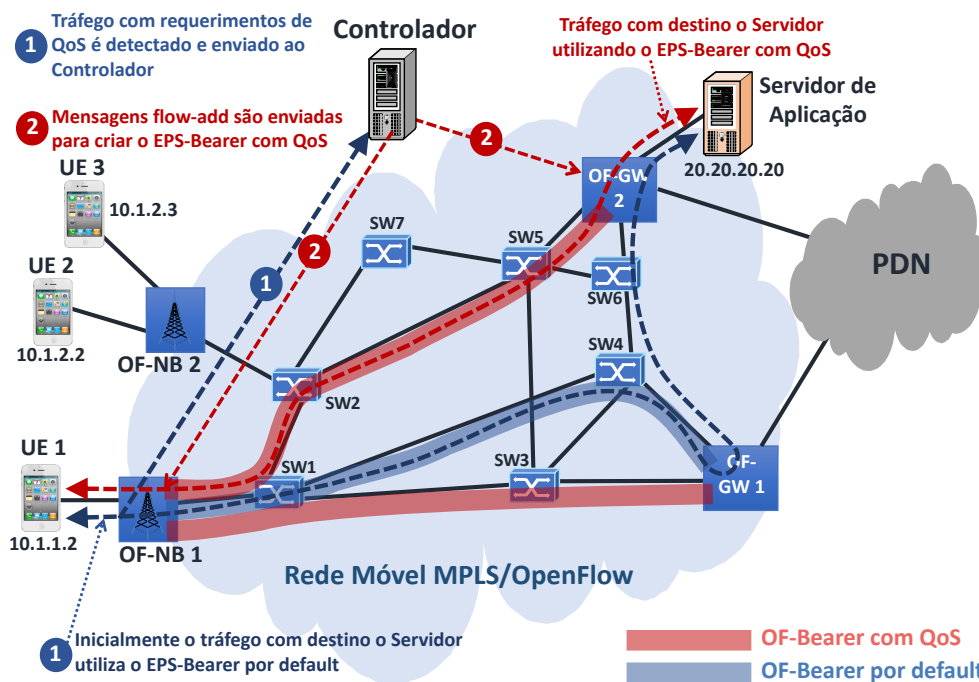 1
Tráfego com requerimentos de
QoS é detectado e enviado ao
Controlador
Controlador
Tráfego com destino o Servidor
utilizando o EPS-Bearer com QoS
2
Mensagens flow-add são enviadas
para criar o EPS-Bearer com QoS
Servidor de
Aplicação
20.20.20.20
2
OF-GW
2
UE 3
10.1.2.3
SW7
SW5
2
SW6
PDN
UE 2
1
10.1.2.2
OF-NB 2
SW4
SW2
UE 1
SW1
SW3
OF-
GW 1
10.1.1.2
OF-NB 1
Rede Móvel MPLS/OpenFlow
1
Inicialmente o tráfego com destino o Servidor
utiliza o EPS-Bearer por default
OF-Bearer com QoS
OF-Bearer por default